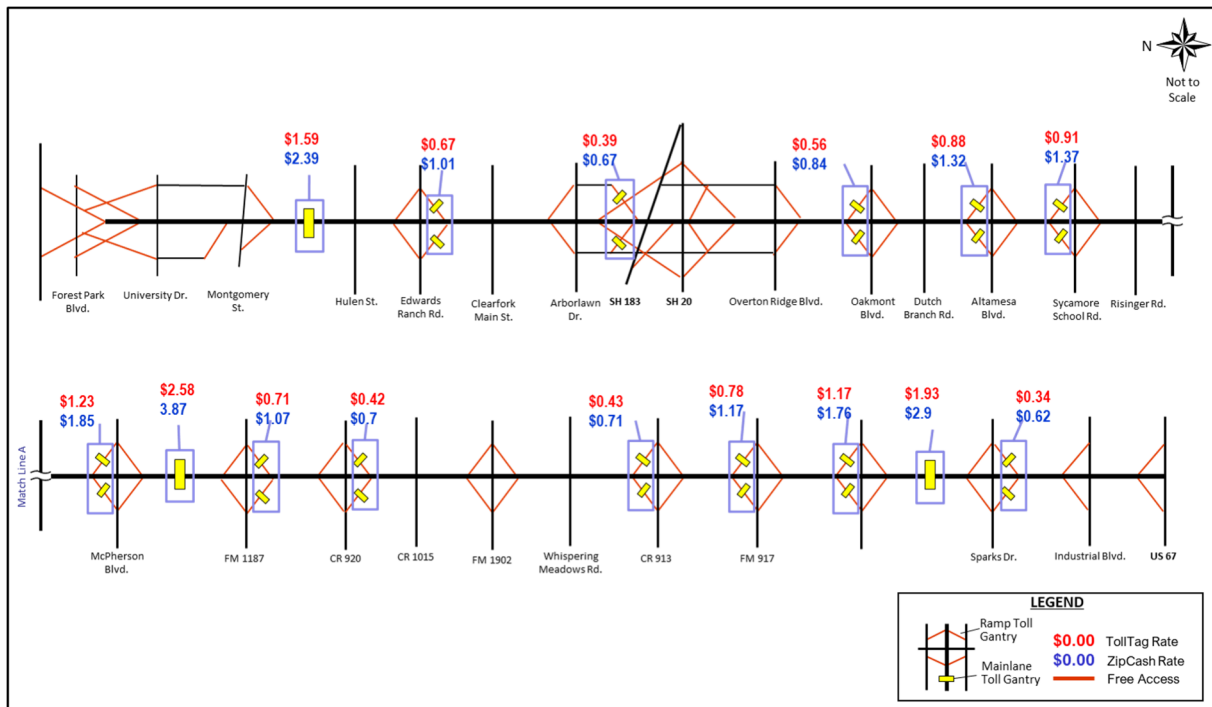 N
Not to
Scale
$1.59
$2.39
$0.67
$1.01
$0.39
$0.67
$0.56
$0.84
$0.88
$1.32
$0.91
$1.37
Forest Park
Blvd.
University Dr.
Montgomery
St.
Hulen St.
Edwards
Ranch Rd.
Clearfork
Main St.
Arborlawn
Dr.
SH 183
SH 20
Overton Ridge Blvd.
Oakmont
Blvd.
Dutch
Branch Rd.
Altamesa
Blvd.
Sycamore
School Rd.
Risinger Rd.
Match Line A
$1.23
$1.85
$2.58
3.87
$0.71
$1.07
$0.42
$0.7
$0.43
$0.71
$0.78
$1.17
$1.17
$1.76
$1.93
$2.9
$0.34
$0.62
McPherson
Blvd.
FM 1187
CR 920
CR 1015
FM 1902
Whispering
Meadows Rd.
CR 913
FM 917
Sparks Dr.
Industrial Blvd.
US 67
LEGEND
Ramp Toll
Gantry
Mainlane
Toll Gantry
$0.00 TollTag Rate
$0.00 ZipCash Rate
Free Access